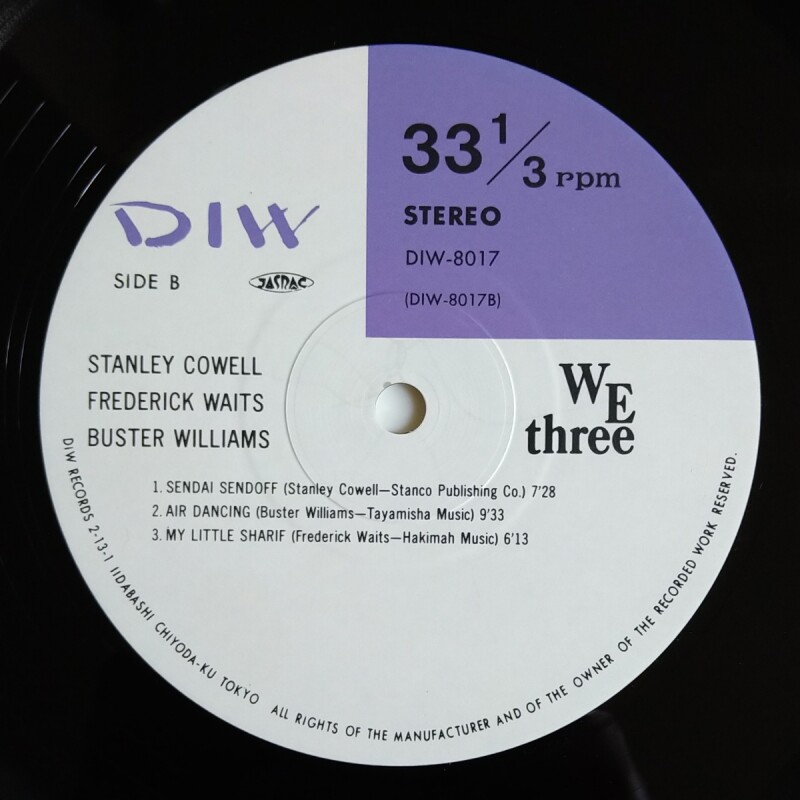 33 1/3 rpm
STEREO
DIW-8017
(DIW-8017B)
DIW
SIDE B
JASRAC
STANLEY COWELL
FREDERICK WAITS
BUSTER WILLIAMS
WE
three
1. SENDAI SENDOFF (Stanley Cowell—Stanco Publishing Co.) 7'28
2. AIR DANCING (Buster Williams—Tayamisha Music) 9'33
3. MY LITTLE SHARIF (Frederick Waits—Hakimah Music) 6'13
DIW RECORDS 2-13-1 IIDABASHI CHIYODA-KU TOKYO ALL RIGHTS OF THE MANUFACTURER AND OF THE OWNER OF THE RECORDED WORK RESERVED.